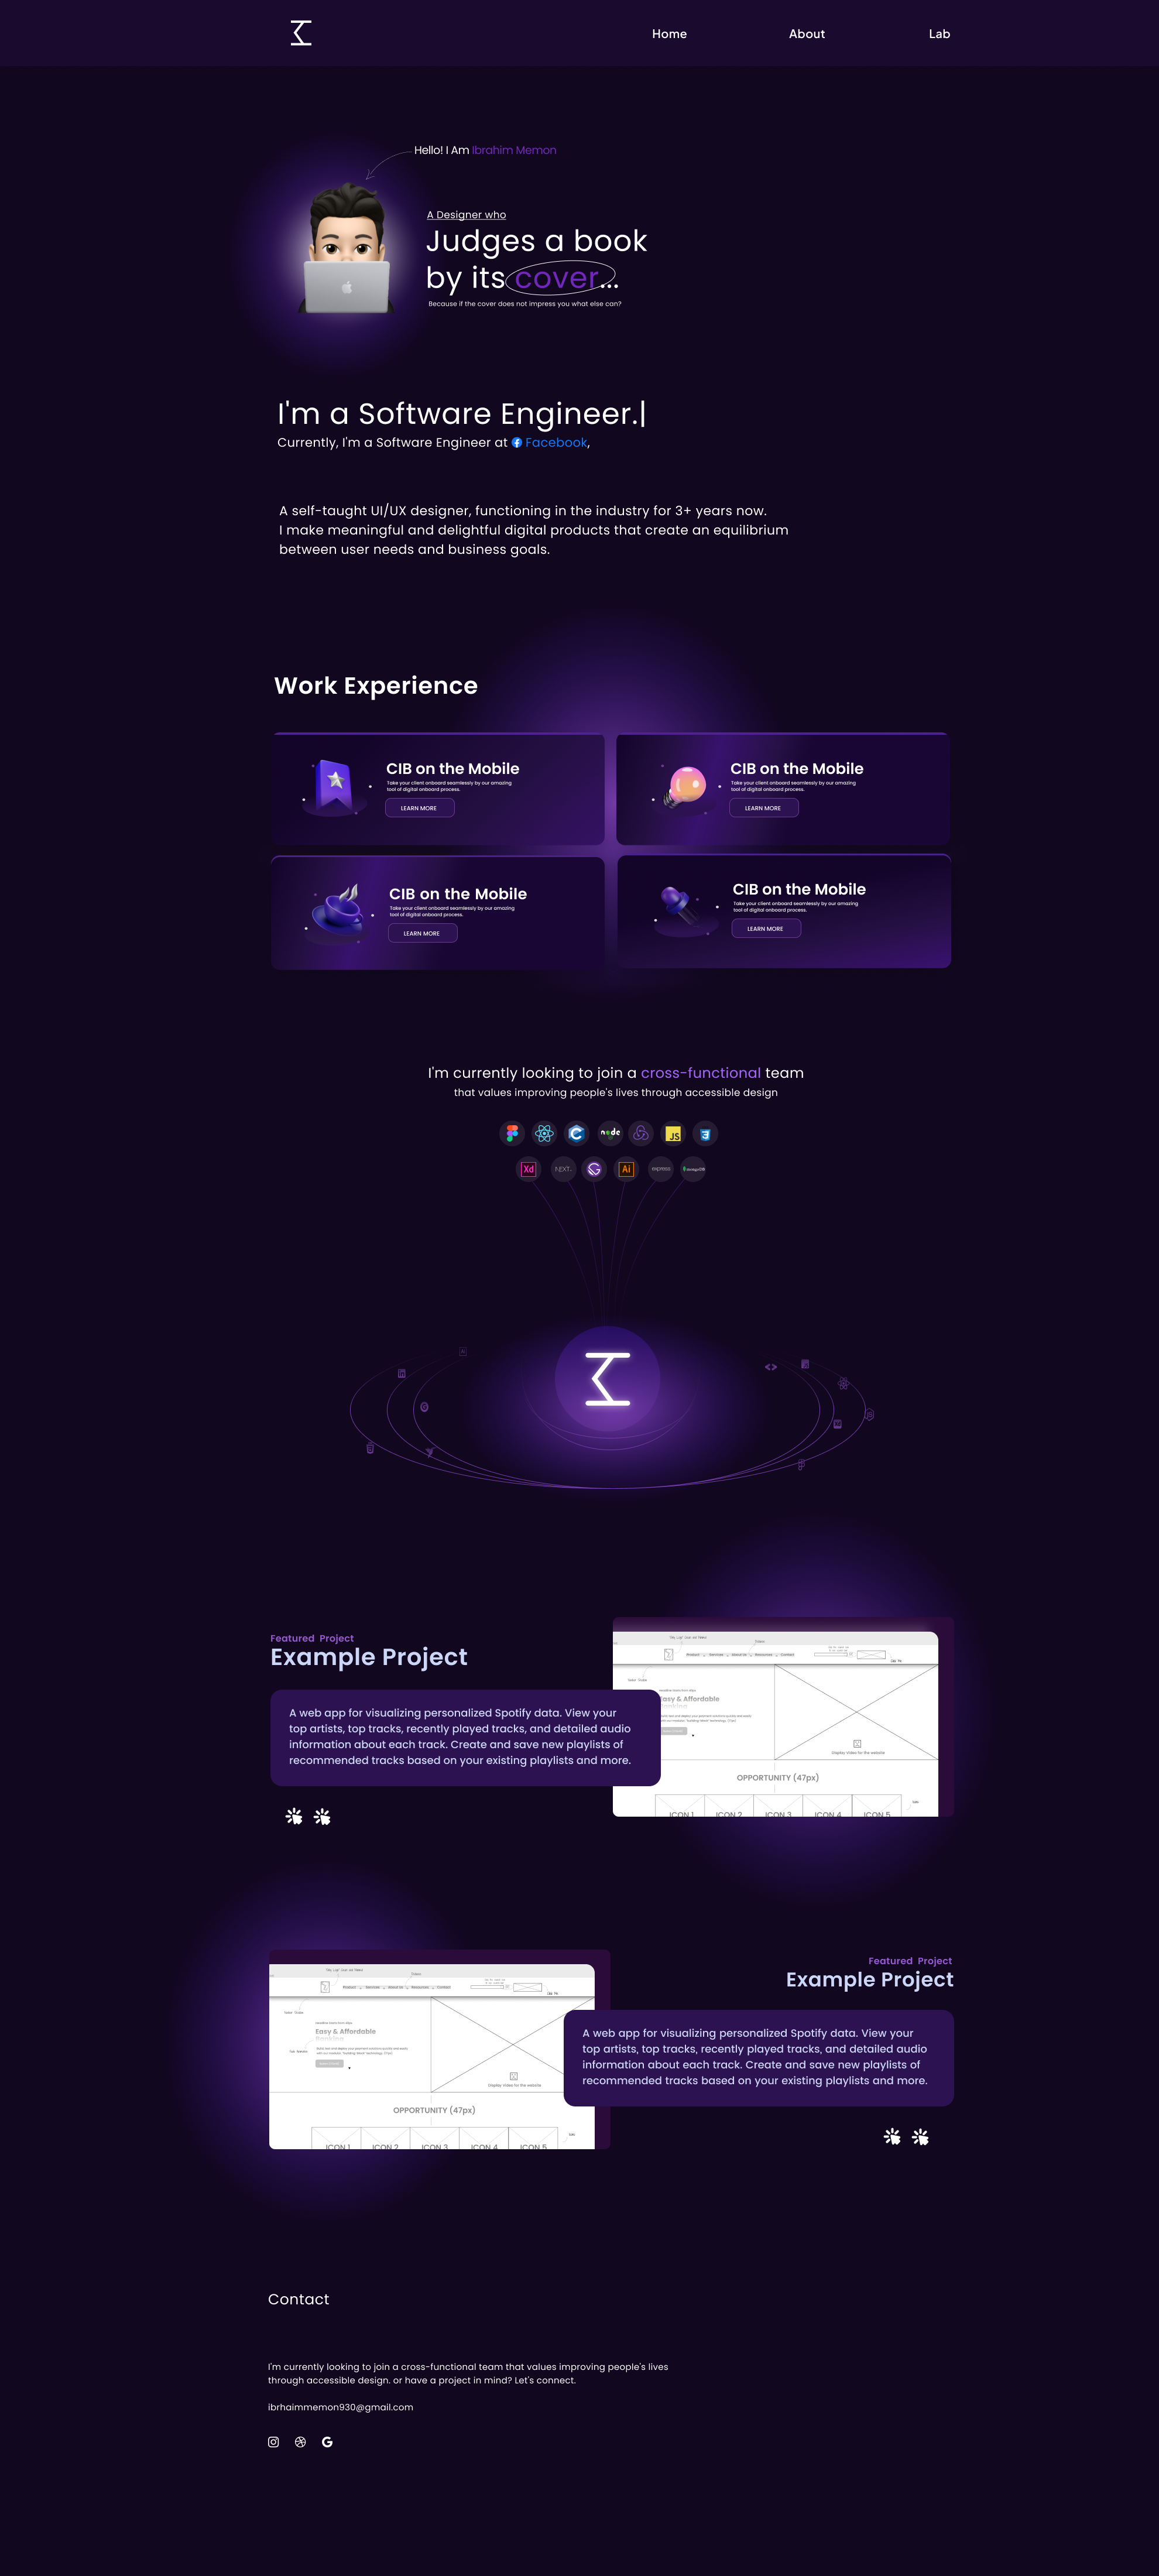 Home
About
Lab
Hello! I Am Ibrahim Memon
A Designer who
Judges a book
by its cover...
Because if the cover does not impress you what else can?
I'm a Software Engineer.|
Currently, I'm a Software Engineer at Facebook,
A self-taught UI/UX designer, functioning in the industry for 3+ years now.
I make meaningful and delightful digital products that create an equilibrium
between user needs and business goals.
Work Experience
CIB on the Mobile
Take your client onboard seamlessly by our amazing
tool of digital onboard process.
LEARN MORE
CIB on the Mobile
Take your client onboard seamlessly by our amazing
tool of digital onboard process.
LEARN MORE
CIB on the Mobile
Take your client onboard seamlessly by our amazing
tool of digital onboard process.
LEARN MORE
CIB on the Mobile
Take your client onboard seamlessly by our amazing
tool of digital onboard process.
LEARN MORE
I'm currently looking to join a cross-functional team
that values improving people's lives through accessible design
node
JS
Xd
NEXT
Ai
express
mongoDB
Featured Project
Example Project
A web app for visualizing personalized Spotify data. View your
top artists, top tracks, recently played tracks, and detailed audio
information about each track. Create and save new playlists of
recommended tracks based on your existing playlists and more.
Easy & Affordable
Display video for the website
OPPORTUNITY (47px)
ICON 1
ICON 2
ICON 3
ICON 4
ICON 5
Featured Project
Example Project
A web app for visualizing personalized Spotify data. View your
top artists, top tracks, recently played tracks, and detailed audio
information about each track. Create and save new playlists of
recommended tracks based on your existing playlists and more.
Easy & Affordable
Banking
Display video for the website
OPPORTUNITY (47px)
ICON 1
ICON 2
ICON 3
ICON 4
ICON 5
Contact
I'm currently looking to join a cross-functional team that values improving people's lives
through accessible design. or have a project in mind? Let's connect.
ibrhaimmemon930@gmail.com